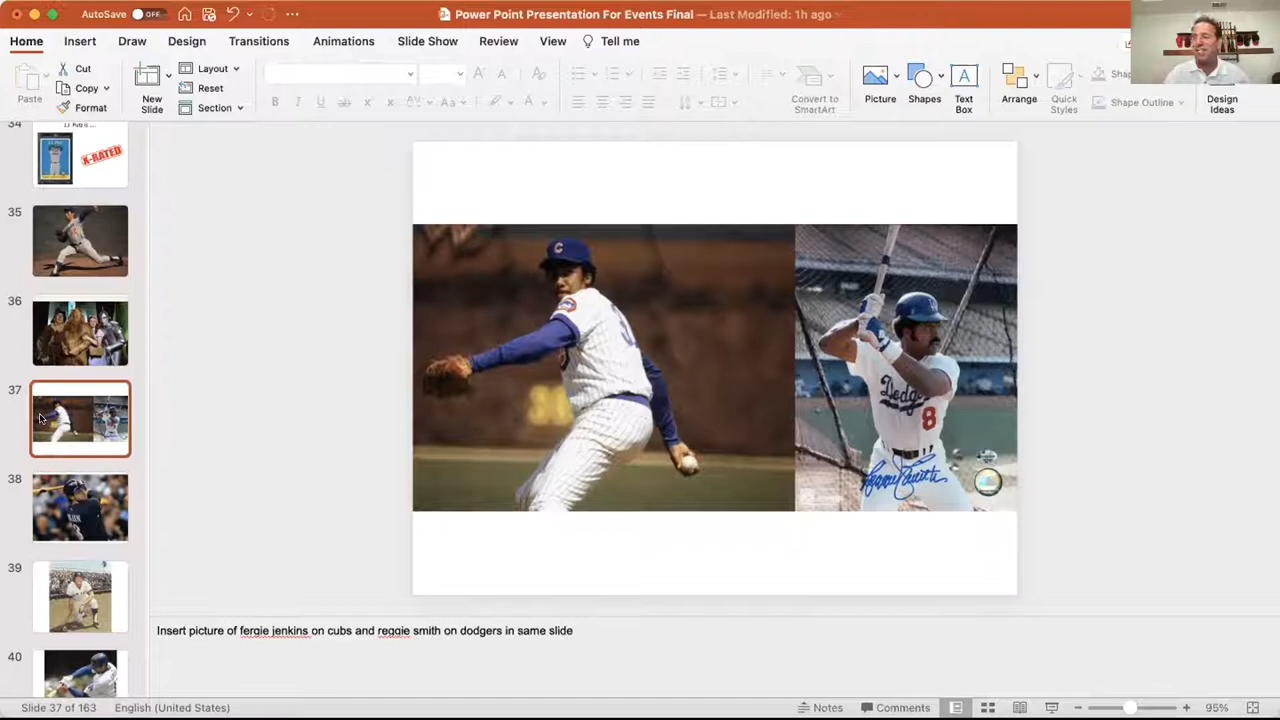 AutoSave OFF
Power Point Presentation For Events Final — Last Modified: 1h ago
Home Insert Draw Design Transitions Animations Slide Show Review View Tell me
Paste
Cut
Copy
Format
New Slide
Layout
Reset
Section
B I U ab x x AV Aa A
Convert to SmartArt
Picture
Shapes
Text Box
Arrange
Quick Styles
Shape Outline
Design Ideas
34
X-RATED
35
36
37
38
39
40
C
Dodge
8
Insert picture of fergie jenkins on cubs and reggie smith on dodgers in same slide
Slide 37 of 163 English (United States) Notes Comments 95%